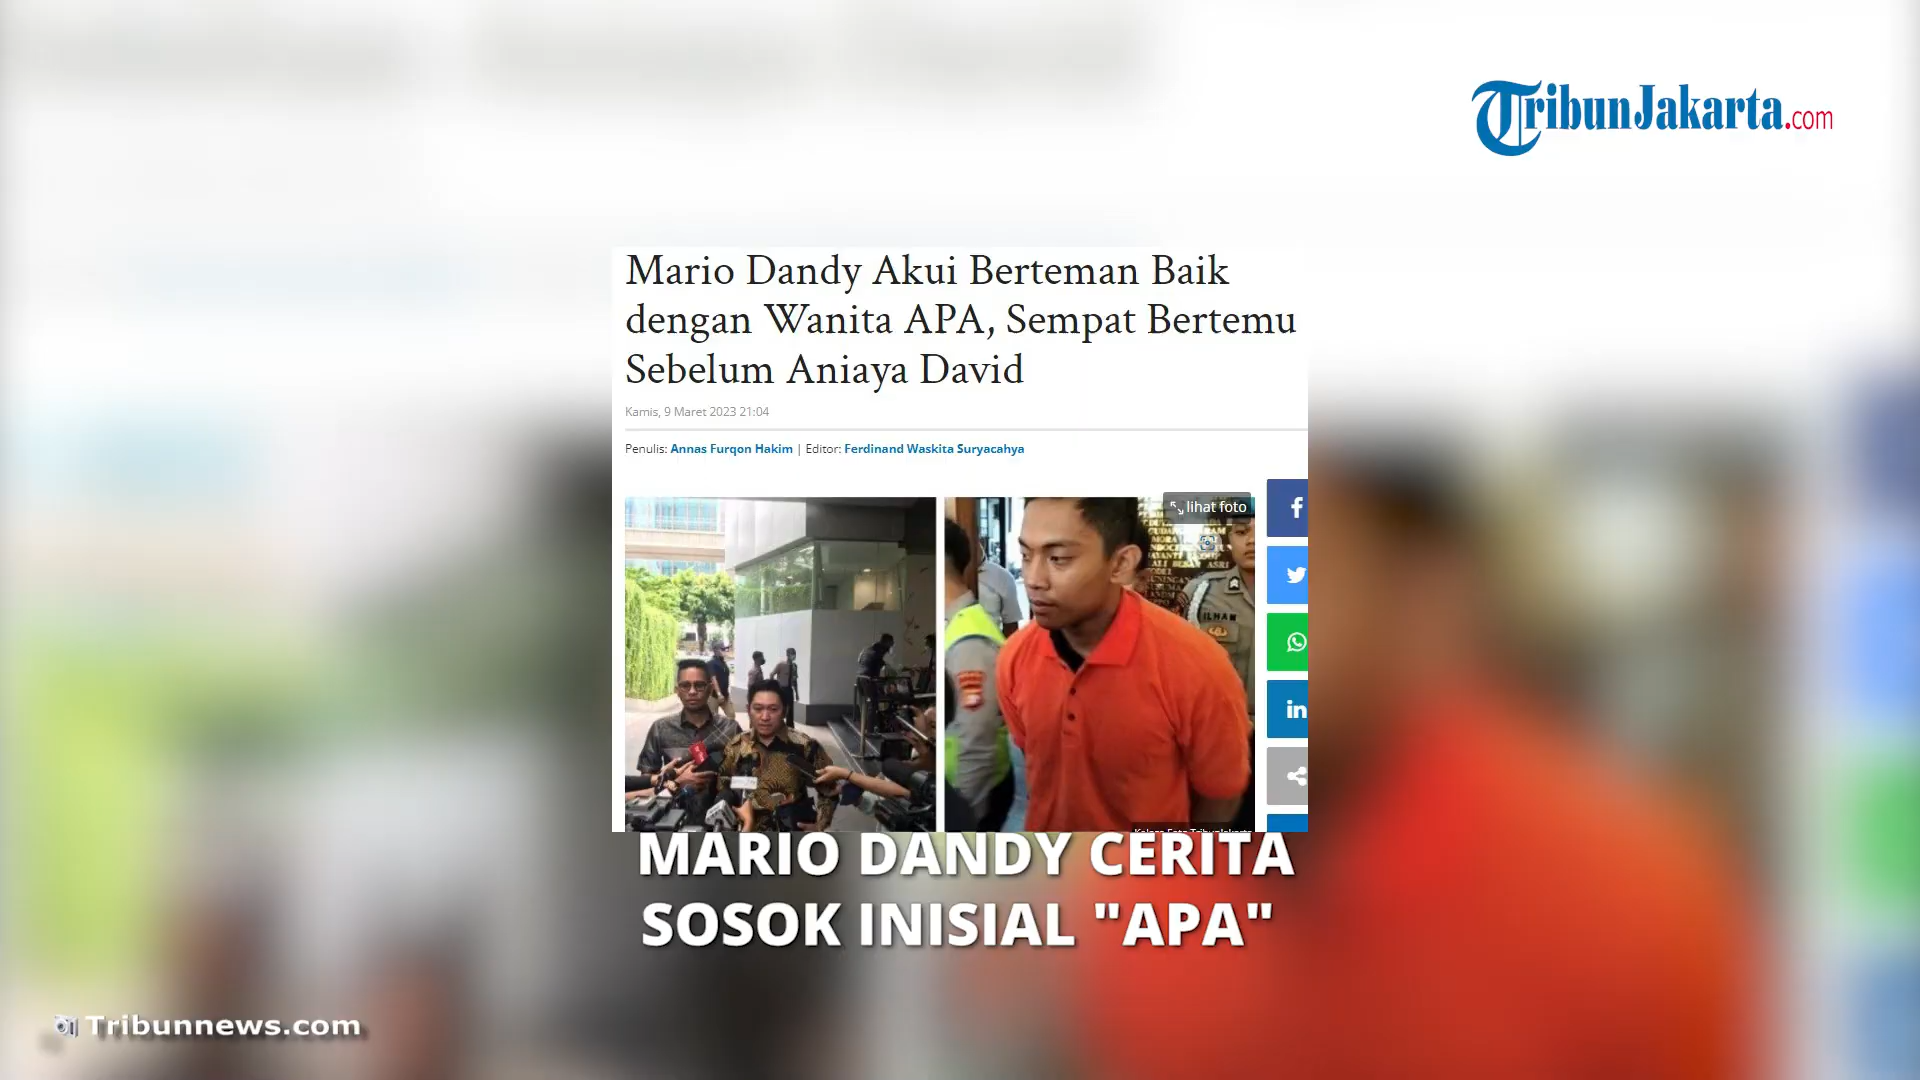 TribunJakarta.com
Mario Dandy Akui Berteman Baik
dengan Wanita APA, Sempat Bertemu
Sebelum Aniaya David
Kamis, 9 Maret 2023 21:04
Penulis: Annas Furqon Hakim | Editor: Ferdinand Waskita Suryacahya
lihat foto
ILHAM
MARIO DANDY CERITA
SOSOK INISIAL "APA"
Tribunnews.com